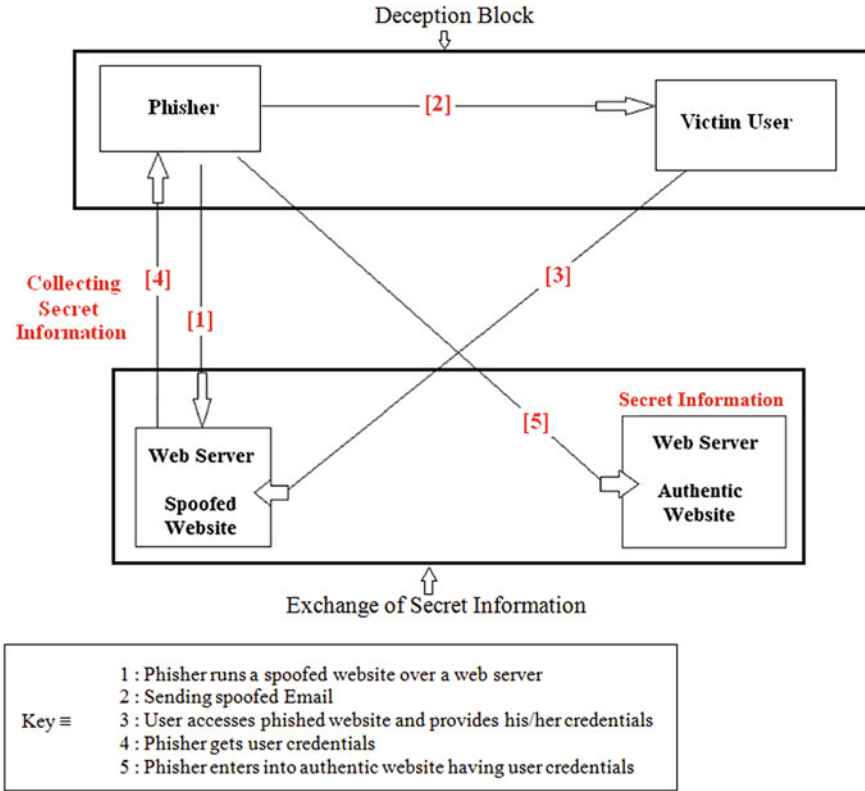 Deception Block
Phisher
[2]
Victim User
[4]
[3]
Collecting
Secret
Information
[1]
Secret Information
[5]
Web Server
Spoofed
Website
Web Server
Authentic
Website
Exchange of Secret Information
Key ≡
1 : Phisher runs a spoofed website over a web server
2 : Sending spoofed Email
3 : User accesses phished website and provides his/her credentials
4 : Phisher gets user credentials
5 : Phisher enters into authentic website having user credentials